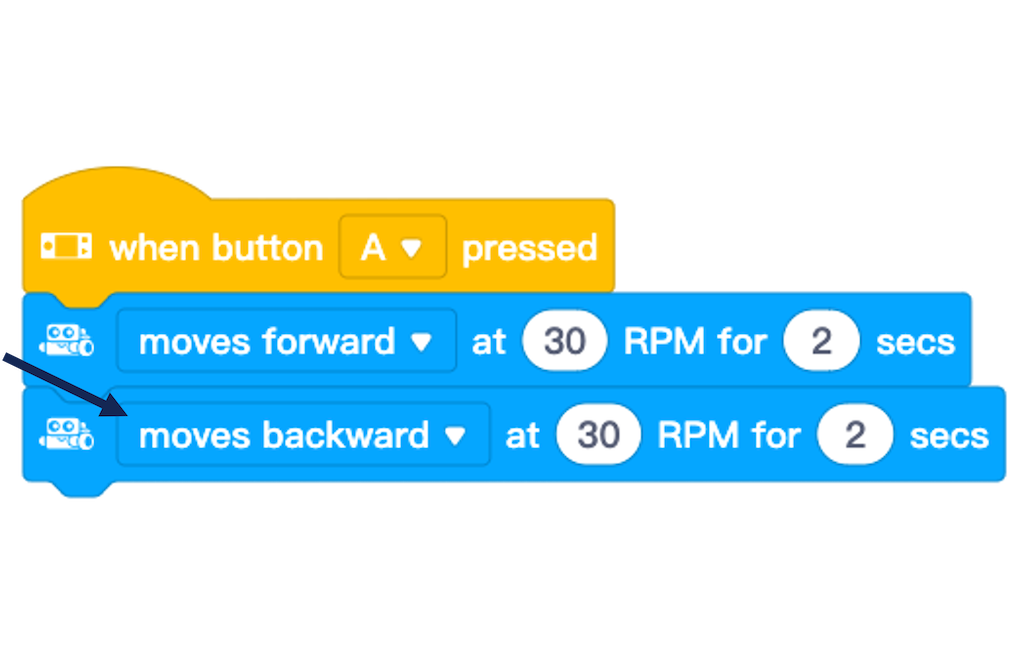 when button A pressed
moves forward at 30 RPM for 2 secs
moves backward at 30 RPM for 2 secs